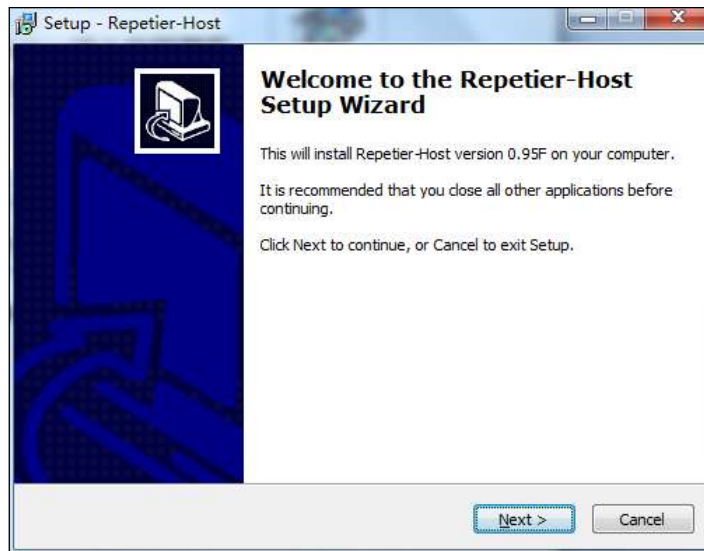 Setup - Repetier-Host
Welcome to the Repetier-Host
Setup Wizard
This will install Repetier-Host version 0.95F on your computer.
It is recommended that you close all other applications before
continuing.
Click Next to continue, or Cancel to exit Setup.
Next >
Cancel